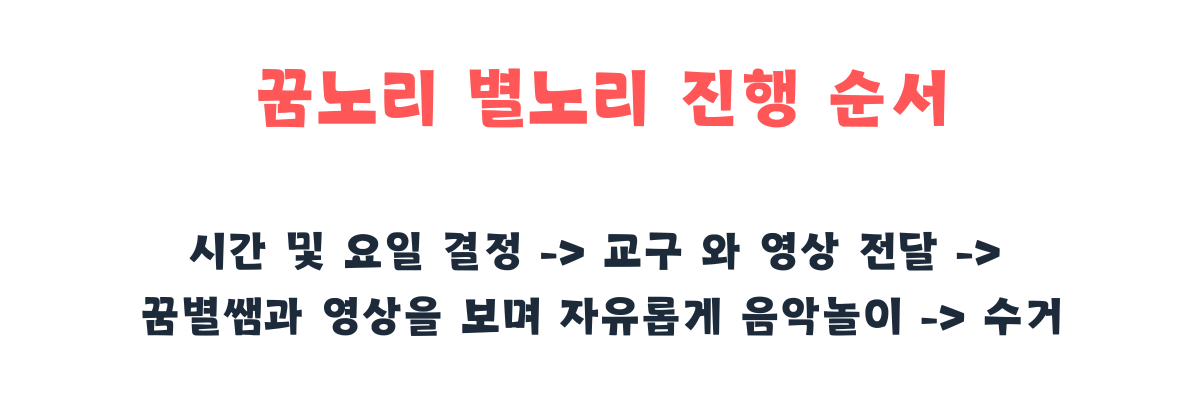 꿈노리 별노리 진행 순서
시간 및 요일 결정 -> 교구 와 영상 전달 ->
꿈별쌤과 영상을 보며 자유롭게 음악놀이 -> 수거